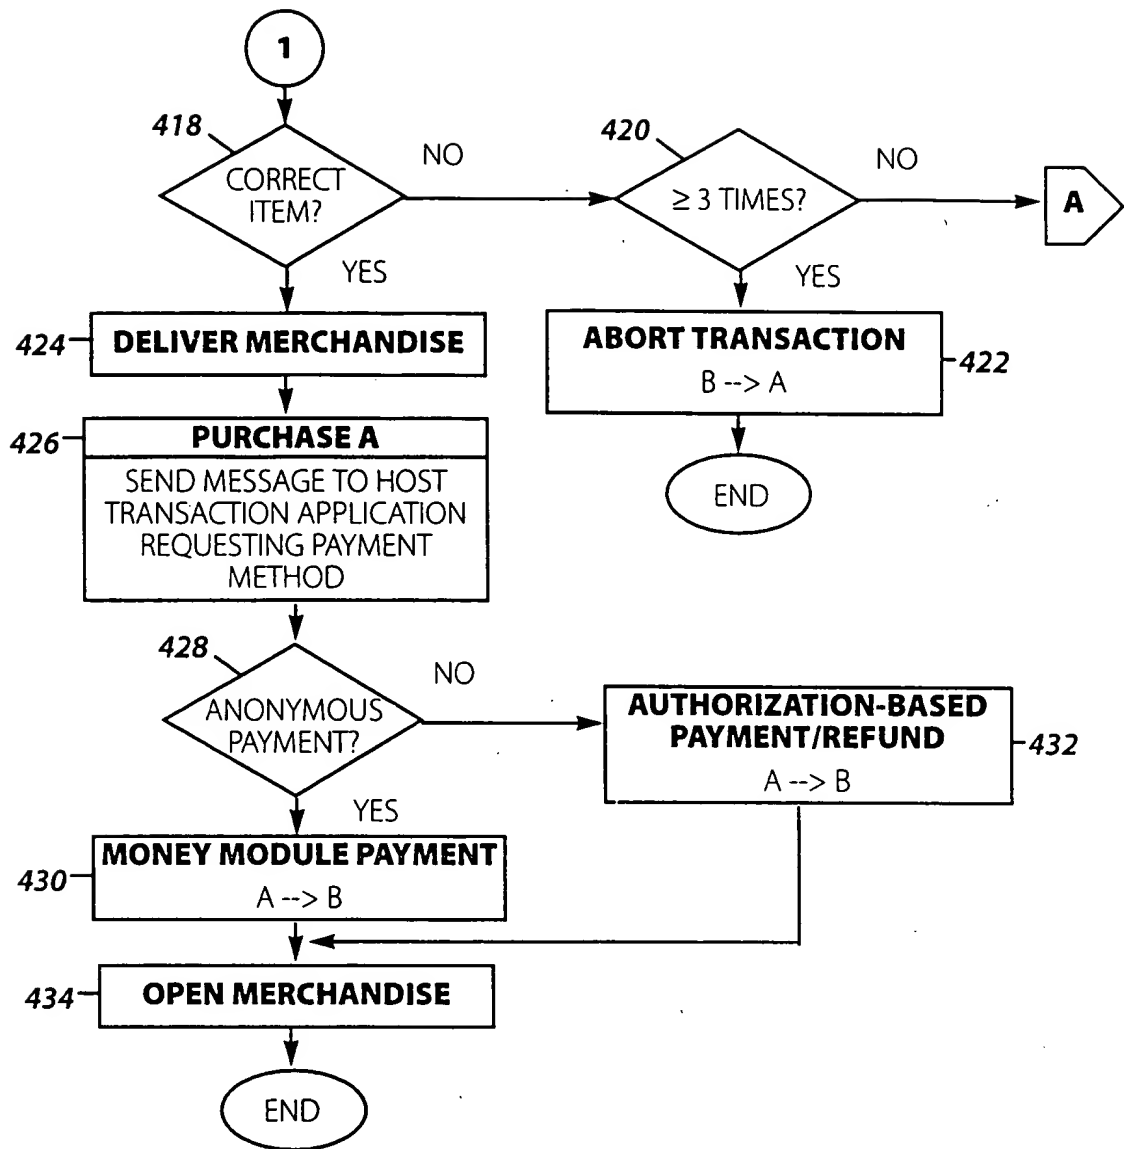 1
418
CORRECT
ITEM?
NO
420
≥ 3 TIMES?
NO
A
YES
YES
424
DELIVER MERCHANDISE
ABORT TRANSACTION
B --> A
422
426
PURCHASE A
SEND MESSAGE TO HOST
TRANSACTION APPLICATION
REQUESTING PAYMENT
METHOD
END
428
ANONYMOUS
PAYMENT?
NO
AUTHORIZATION-BASED
PAYMENT/REFUND
A --> B
432
YES
430
MONEY MODULE PAYMENT
A --> B
434
OPEN MERCHANDISE
END